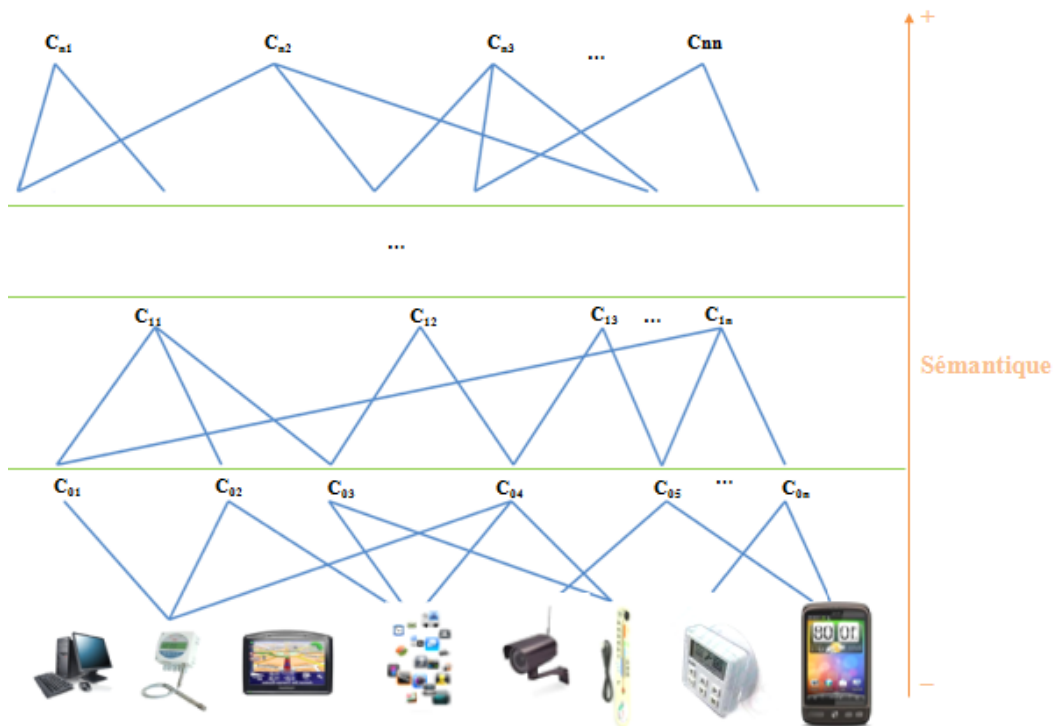 +
Cn1 Cn2 Cn3 ... Cnn
...
C11 C12 C13 ... C1n
Sémantique
C01 C02 C03 C04 C05 ... C0n
–